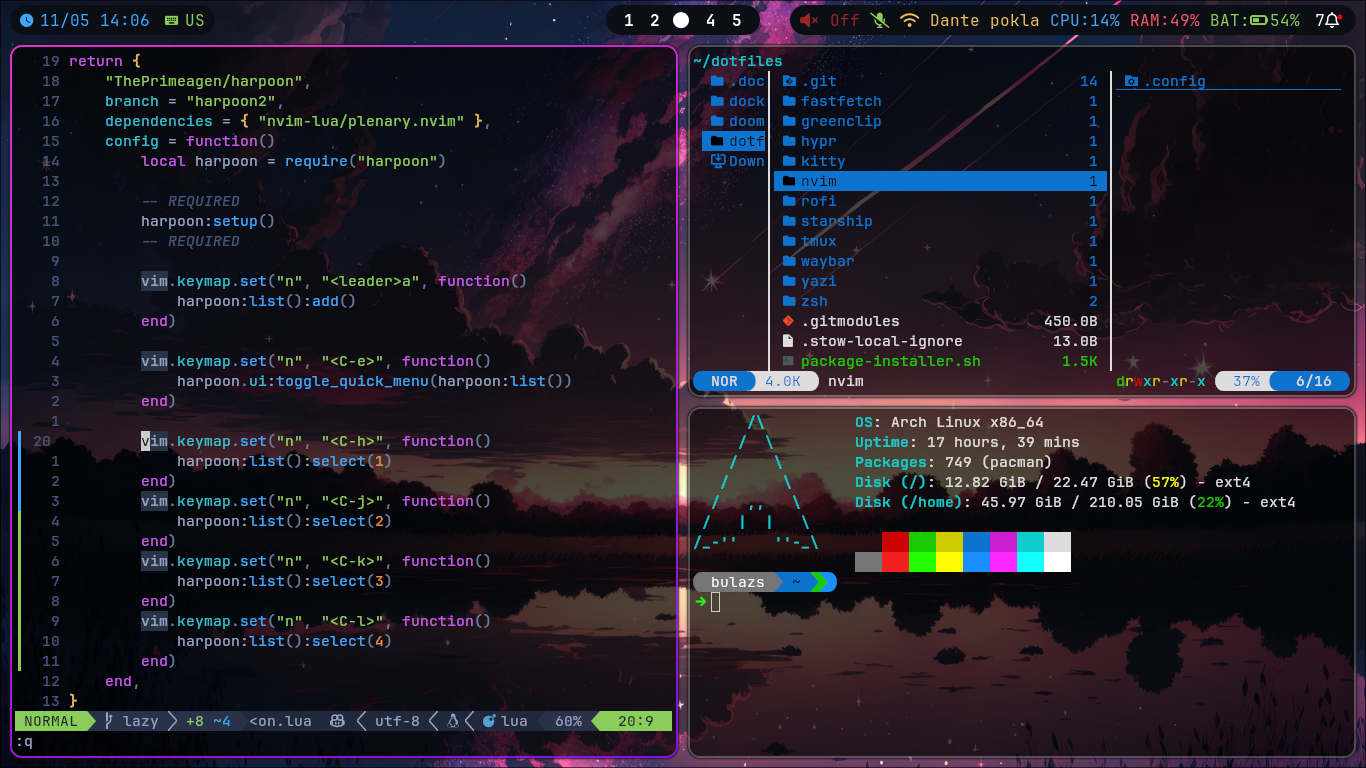 11/05 14:06 US
1 2 4 5
Off Dante pokla CPU:14% RAM:49% BAT:54% 7
19 return {
18 "ThePrimeagen/harpoon",
17 branch = "harpoon2",
16 dependencies = { "nvim-lua/plenary.nvim" },
15 config = function()
14 local harpoon = require("harpoon")
13
12 -- REQUIRED
11 harpoon:setup()
10 -- REQUIRED
9
8 vim.keymap.set("n", "<leader>a", function()
7 harpoon:list():add()
6 end)
5
4 vim.keymap.set("n", "<C-e>", function()
3 harpoon.ui:toggle_quick_menu(harpoon:list())
2 end)
1
20 vim.keymap.set("n", "<C-h>", function()
1 harpoon:list():select(1)
2 end)
3 vim.keymap.set("n", "<C-j>", function()
4 harpoon:list():select(2)
5 end)
6 vim.keymap.set("n", "<C-k>", function()
7 harpoon:list():select(3)
8 end)
9 vim.keymap.set("n", "<C-l>", function()
10 harpoon:list():select(4)
11 end)
12 end,
13 }
NORMAL lazy +8 ~4 <on.lua utf-8 lua 60% 20:9
:q
~/dotfiles
.doc
dock
doom
dotf
Down
.git 14
fastfetch 1
greenclip 1
hypr 1
kitty 1
nvim 1
rofi 1
starship 1
tmux 1
waybar 1
yazi 1
zsh 2
.gitmodules 450.0B
.stow-local-ignore 13.0B
package-installer.sh 1.5K
.config
NOR 4.0K nvim drwxr-xr-x 37% 6/16
OS: Arch Linux x86_64
Uptime: 17 hours, 39 mins
Packages: 749 (pacman)
Disk (/): 12.82 GiB / 22.47 GiB (57%) - ext4
Disk (/home): 45.97 GiB / 210.05 GiB (22%) - ext4
bulazs ~